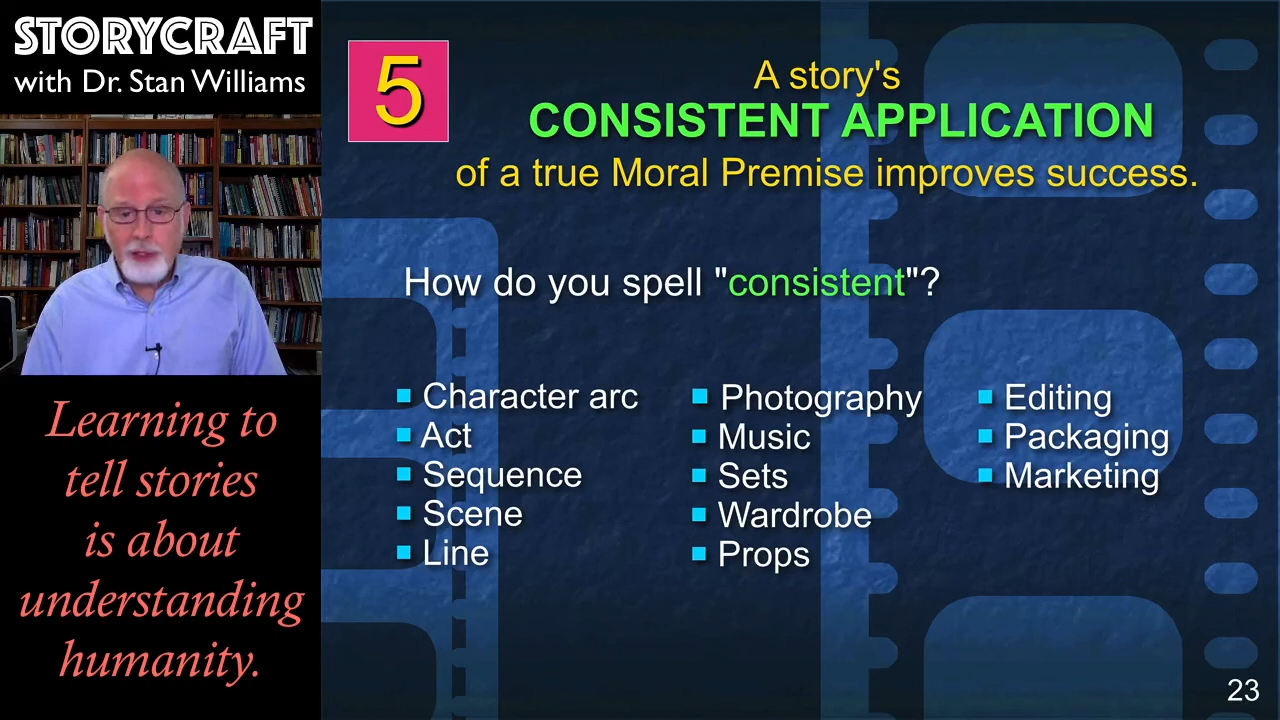 STORYCRAFT
with Dr. Stan Williams
Learning to
tell stories
is about
understanding
humanity.
5
A story's
CONSISTENT APPLICATION
of a true Moral Premise improves success.
How do you spell "consistent"?
Character arc
Act
Sequence
Scene
Line
Photography
Music
Sets
Wardrobe
Props
Editing
Packaging
Marketing
23